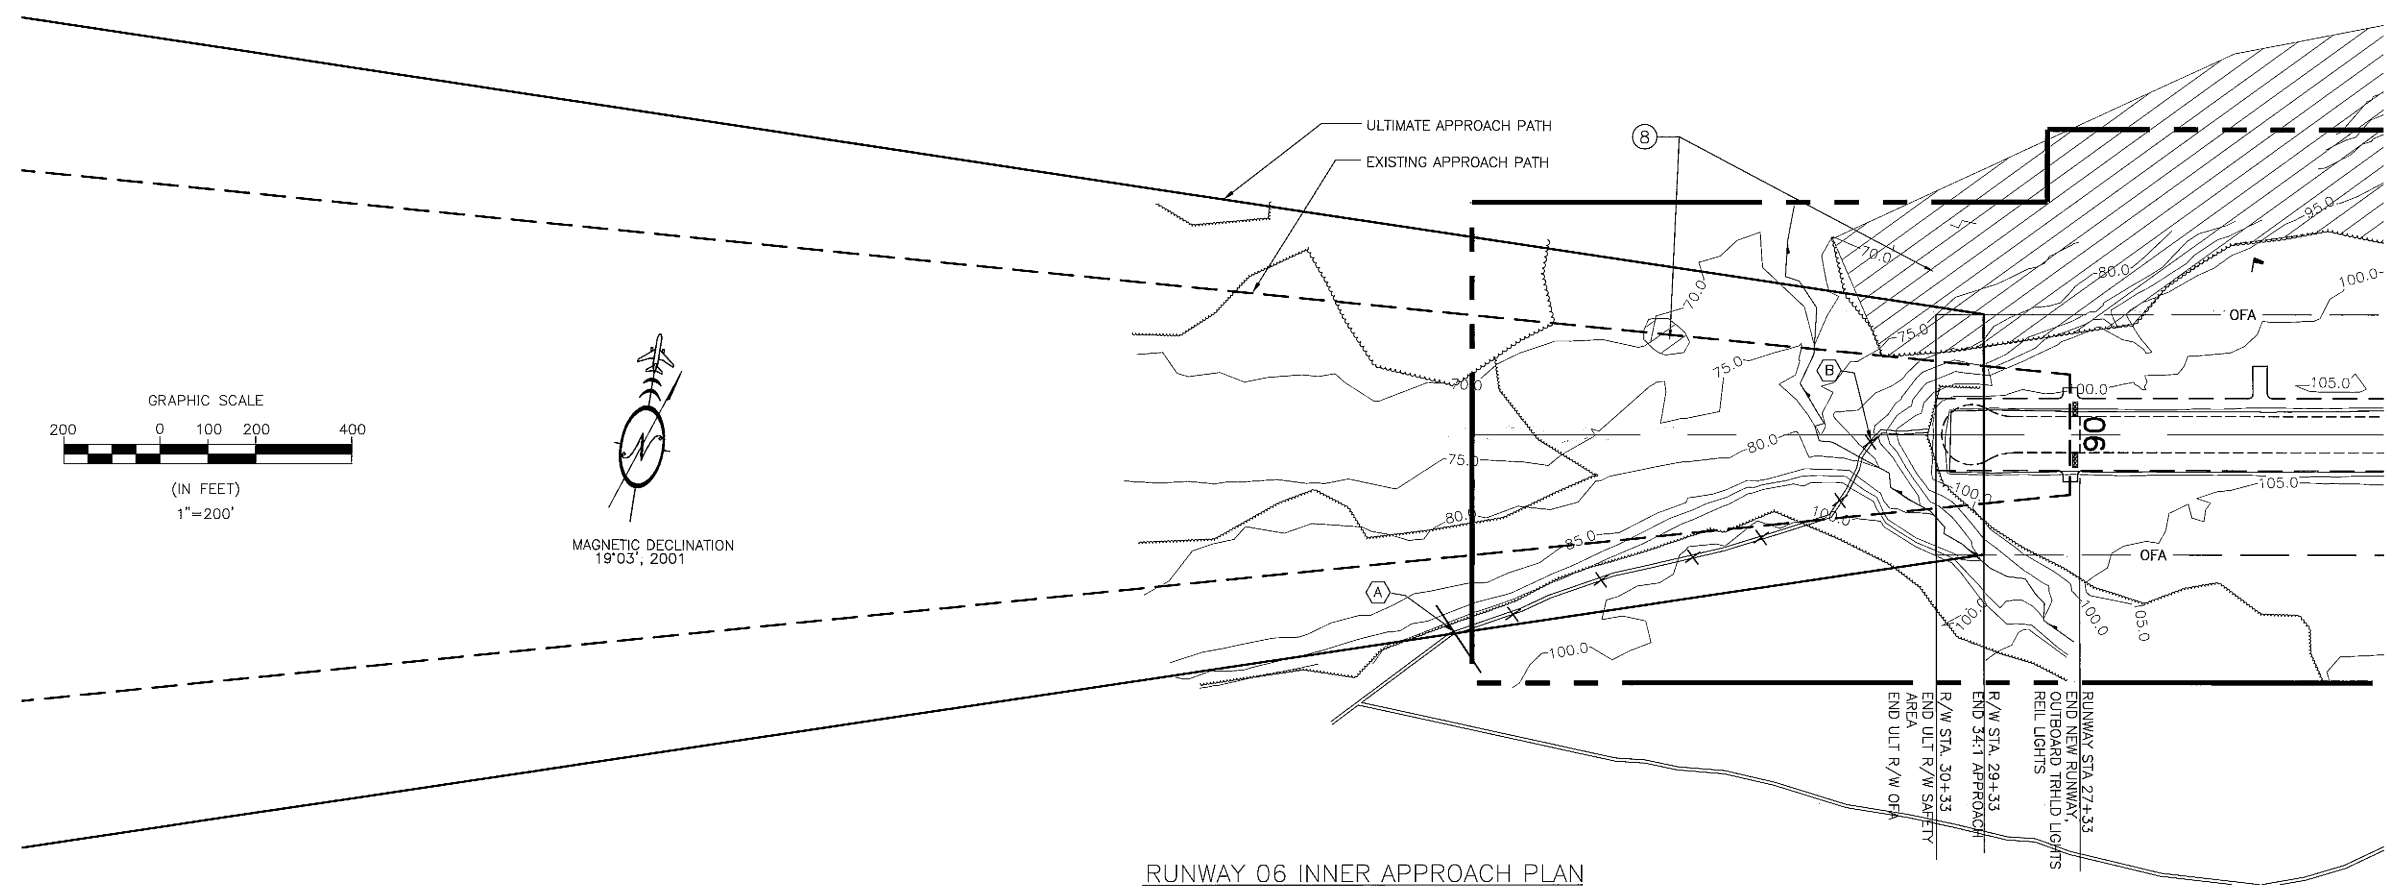 ULTIMATE APPROACH PATH
EXISTING APPROACH PATH
8
70.0
95.0
80.0
100.0
OFA
70.0
75.0
B
75.0
70.0
100.0
105.0
GRAPHIC SCALE
200 0 100 200 400
(IN FEET)
1"=200'
N
MAGNETIC DECLINATION
19°03', 2001
06
80.0
75.0
105.0
100.0
80.0
100.0
85.0
OFA
A
100.0
100.0
105.0
100.0
RUNWAY STA 27+33
END NEW RUNWAY,
OUTBOARD TRHLD LIGHTS
REIL LIGHTS
R/W STA. 29+33
END 34:1 APPROACH
R/W STA. 30+33
END ULT R/W SAFETY
AREA
END ULT R/W OFA
RUNWAY 06 INNER APPROACH PLAN